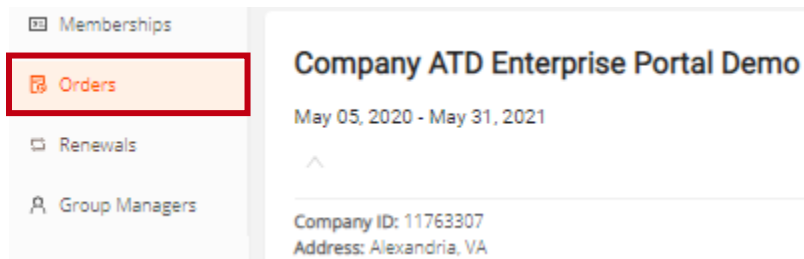 Memberships
Orders
Renewals
Group Managers
Company ATD Enterprise Portal Demo
May 05, 2020 - May 31, 2021
Company ID: 11763307
Address: Alexandria, VA